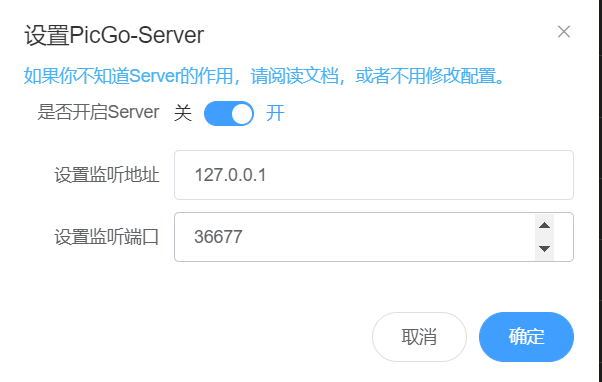 设置PicGo-Server
如果你不知道Server的作用，请阅读文档，或者不用修改配置。
是否开启Server 关 开
设置监听地址 127.0.0.1
设置监听端口 36677
取消 确定